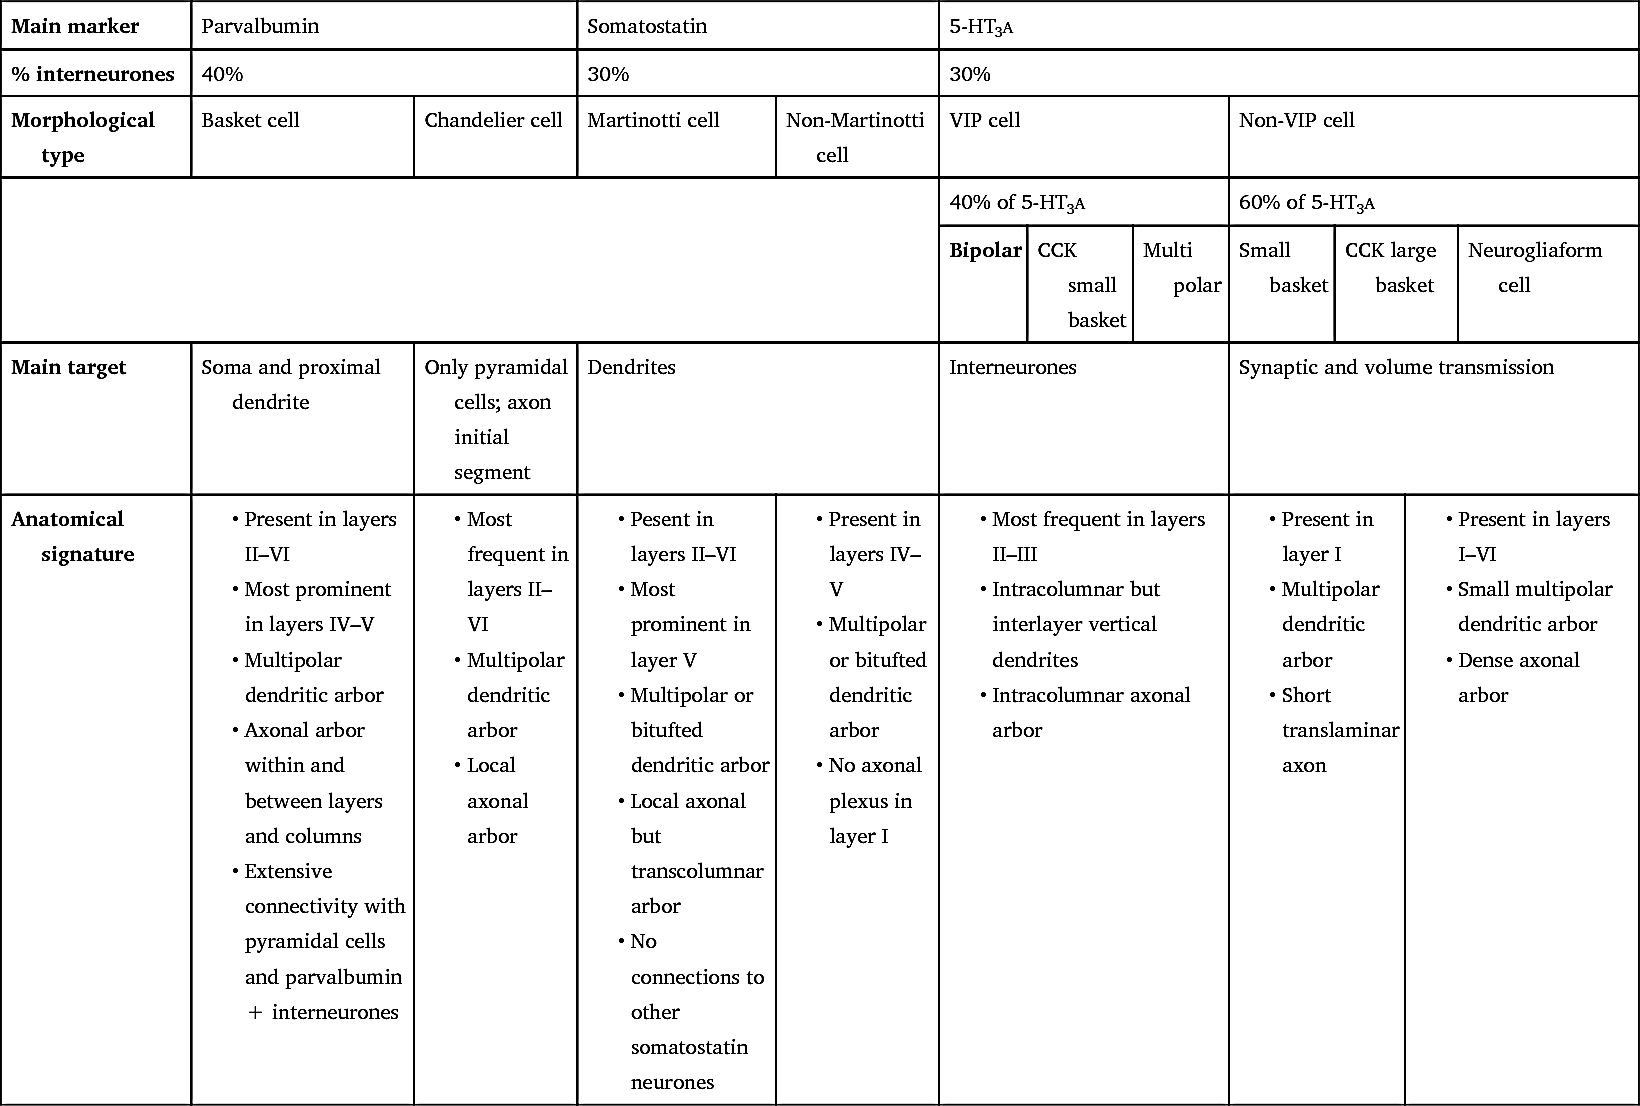 Main marker
Parvalbumin
Somatostatin
5-HT₃A
% interneurones
40%
30%
30%
Morphological
type
Basket cell
Chandelier cell
Martinotti cell
Non-Martinotti
cell
VIP cell
Non-VIP cell
40% of 5-HT₃A
60% of 5-HT₃A
Bipolar
CCK
small
basket
Multi
polar
Small
basket
CCK large
basket
Neurogliaform
cell
Main target
Soma and proximal
dendrite
Only pyramidal
cells; axon
initial
segment
Dendrites
Interneurones
Synaptic and volume transmission
Anatomical
signature
• Present in layers
II–VI
• Most prominent
in layers IV–V
• Multipolar
dendritic arbor
• Axonal arbor
within and
between layers
and columns
• Extensive
connectivity with
pyramidal cells
and parvalbumin
+ interneurones
• Most
frequent in
layers II–
VI
• Multipolar
dendritic
arbor
• Local
axonal
arbor
• Pesent in
layers II–VI
• Most
prominent in
layer V
• Multipolar or
bitufted
dendritic arbor
• Local axonal
but
transcolumnar
arbor
• No
connections to
other
somatostatin
neurones
• Present in
layers IV–
V
• Multipolar
or bitufted
dendritic
arbor
• No axonal
plexus in
layer I
• Most frequent in layers
II–III
• Intracolumnar but
interlayer vertical
dendrites
• Intracolumnar axonal
arbor
• Present in
layer I
• Multipolar
dendritic
arbor
• Short
translaminar
axon
• Present in layers
I–VI
• Small multipolar
dendritic arbor
• Dense axonal
arbor